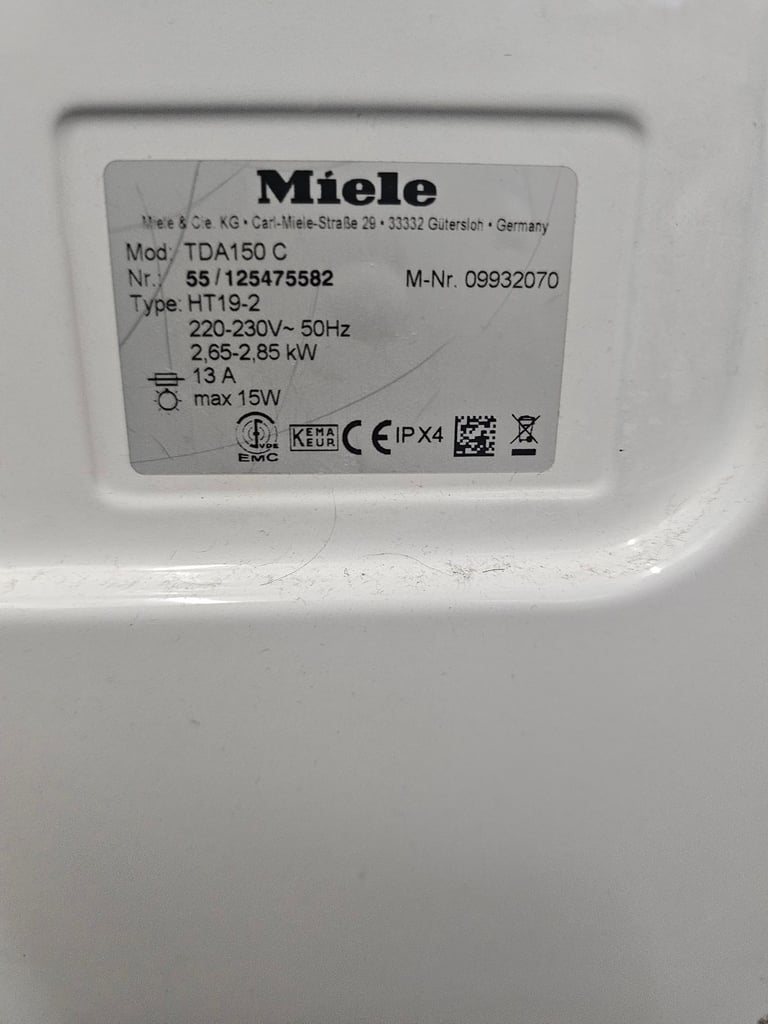 Miele
Miele & Cie. KG • Carl-Miele-Straße 29 • 33332 Gütersloh • Germany
Mod: TDA150 C
Nr.: 55/125475582 M-Nr. 09932070
Type: HT19-2
220-230V~ 50Hz
2,65-2,85 kW
13 A
max 15W
VDE
EMC
KEMA
KEUR
CE
IPX4